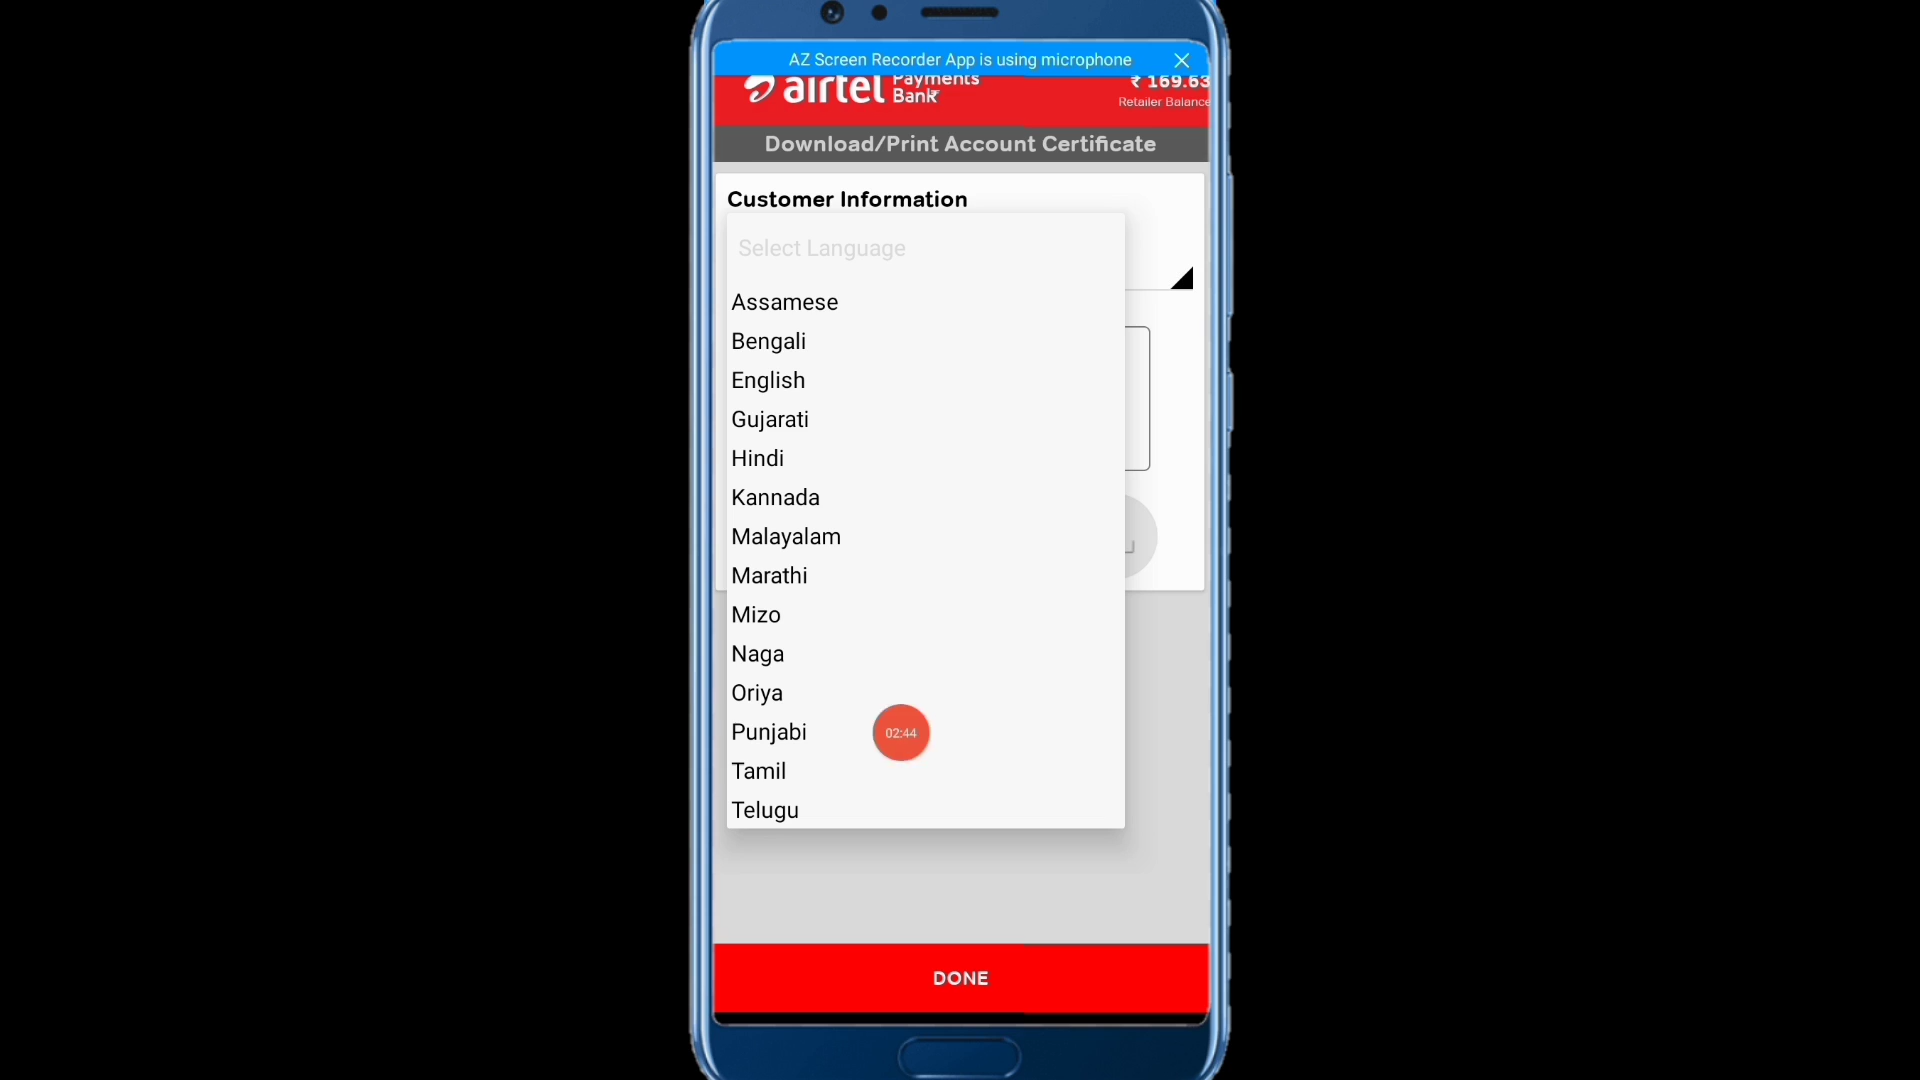 AZ Screen Recorder App is using microphone
airtel Payments Bank
₹ 169.63
Retailer Balance
Download/Print Account Certificate
Customer Information
Select Language
Assamese
Bengali
English
Gujarati
Hindi
Kannada
Malayalam
Marathi
Mizo
Naga
Oriya
Punjabi
02:44
Tamil
Telugu
DONE